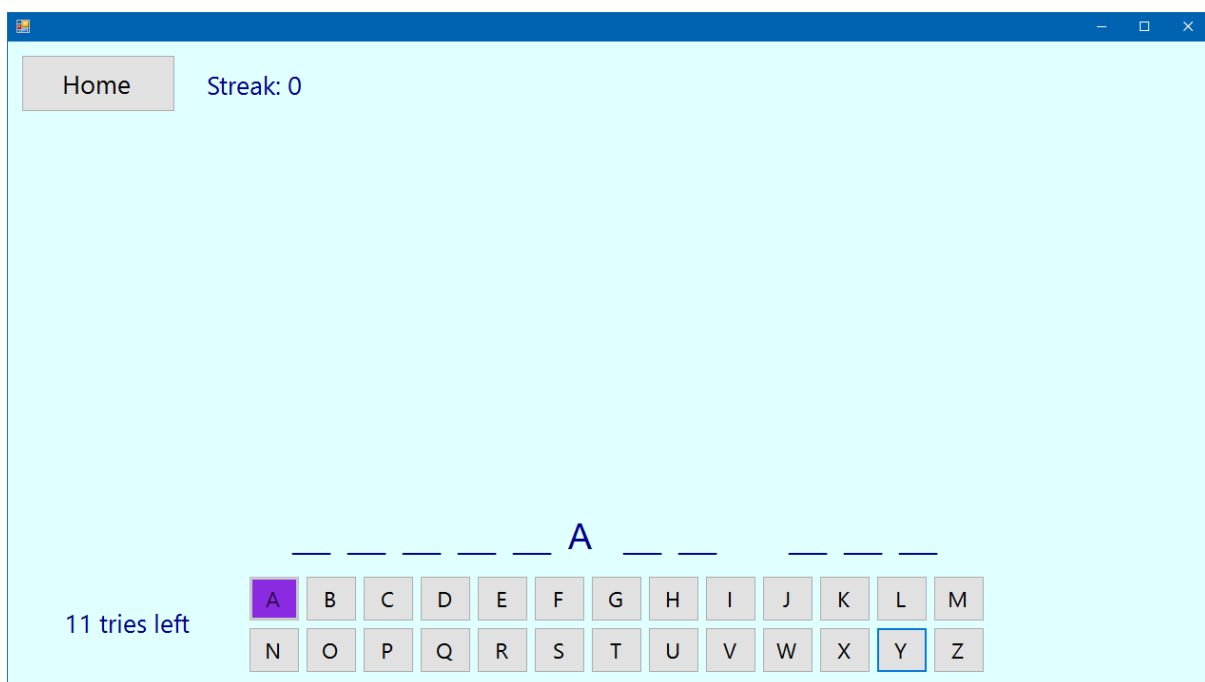 Home
Streak: 0
_ _ _ _ _ A _ _   _ _ _
A B C D E F G H I J K L M
11 tries left
N O P Q R S T U V W X Y Z